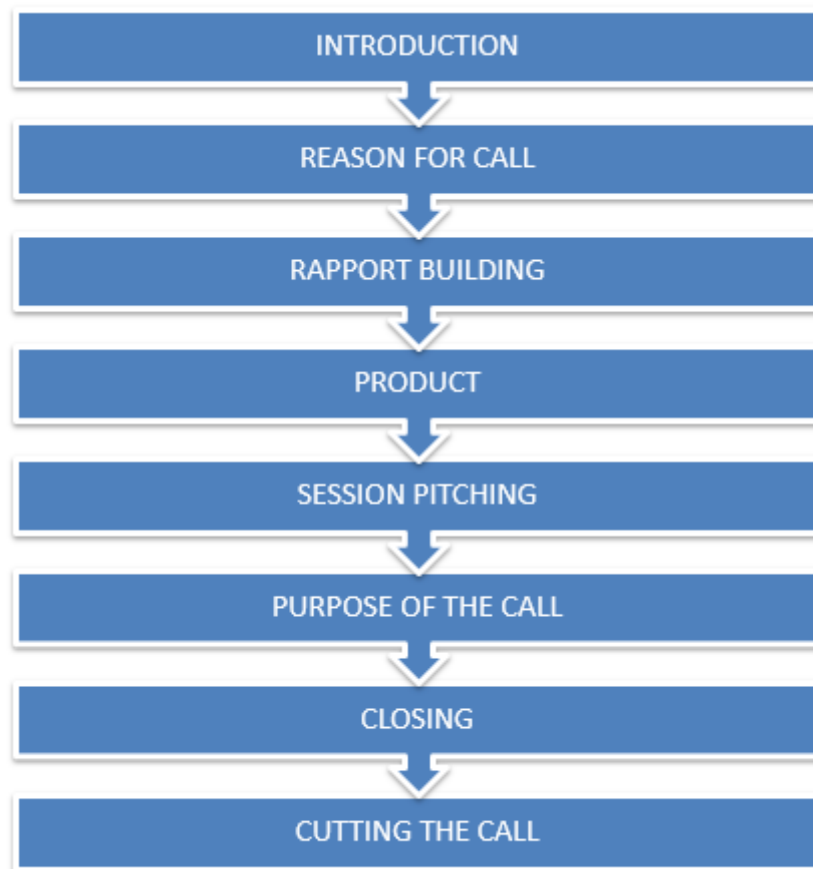 INTRODUCTION
REASON FOR CALL
RAPPORT BUILDING
PRODUCT
SESSION PITCHING
PURPOSE OF THE CALL
CLOSING
CUTTING THE CALL